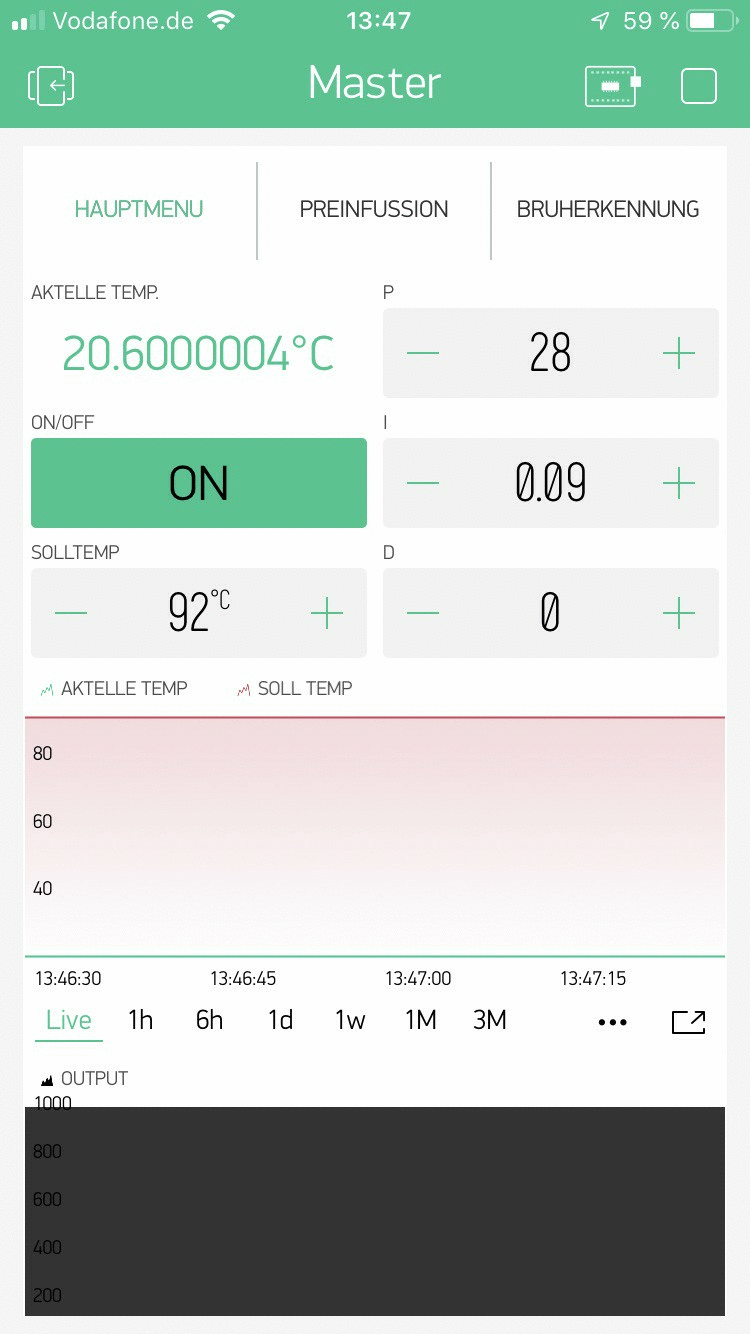 Vodafone.de 13:47 59 %
Master
HAUPTMENU PREINFUSSION BRUHERKENNUNG
AKTELLE TEMP. P
20.6000004°C 28
ON/OFF I
ON 0.09
SOLLTEMP D
92°C 0
AKTELLE TEMP SOLL TEMP
80
60
40
13:46:30 13:46:45 13:47:00 13:47:15
Live 1h 6h 1d 1w 1M 3M
OUTPUT
1000
800
600
400
200